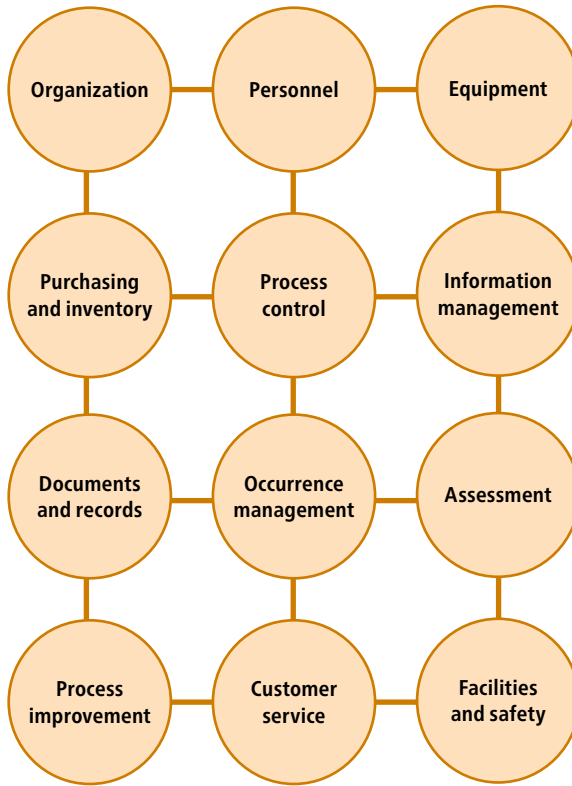 Organization
Personnel
Equipment
Purchasing
and inventory
Process
control
Information
management
Documents
and records
Occurrence
management
Assessment
Process
improvement
Customer
service
Facilities
and safety